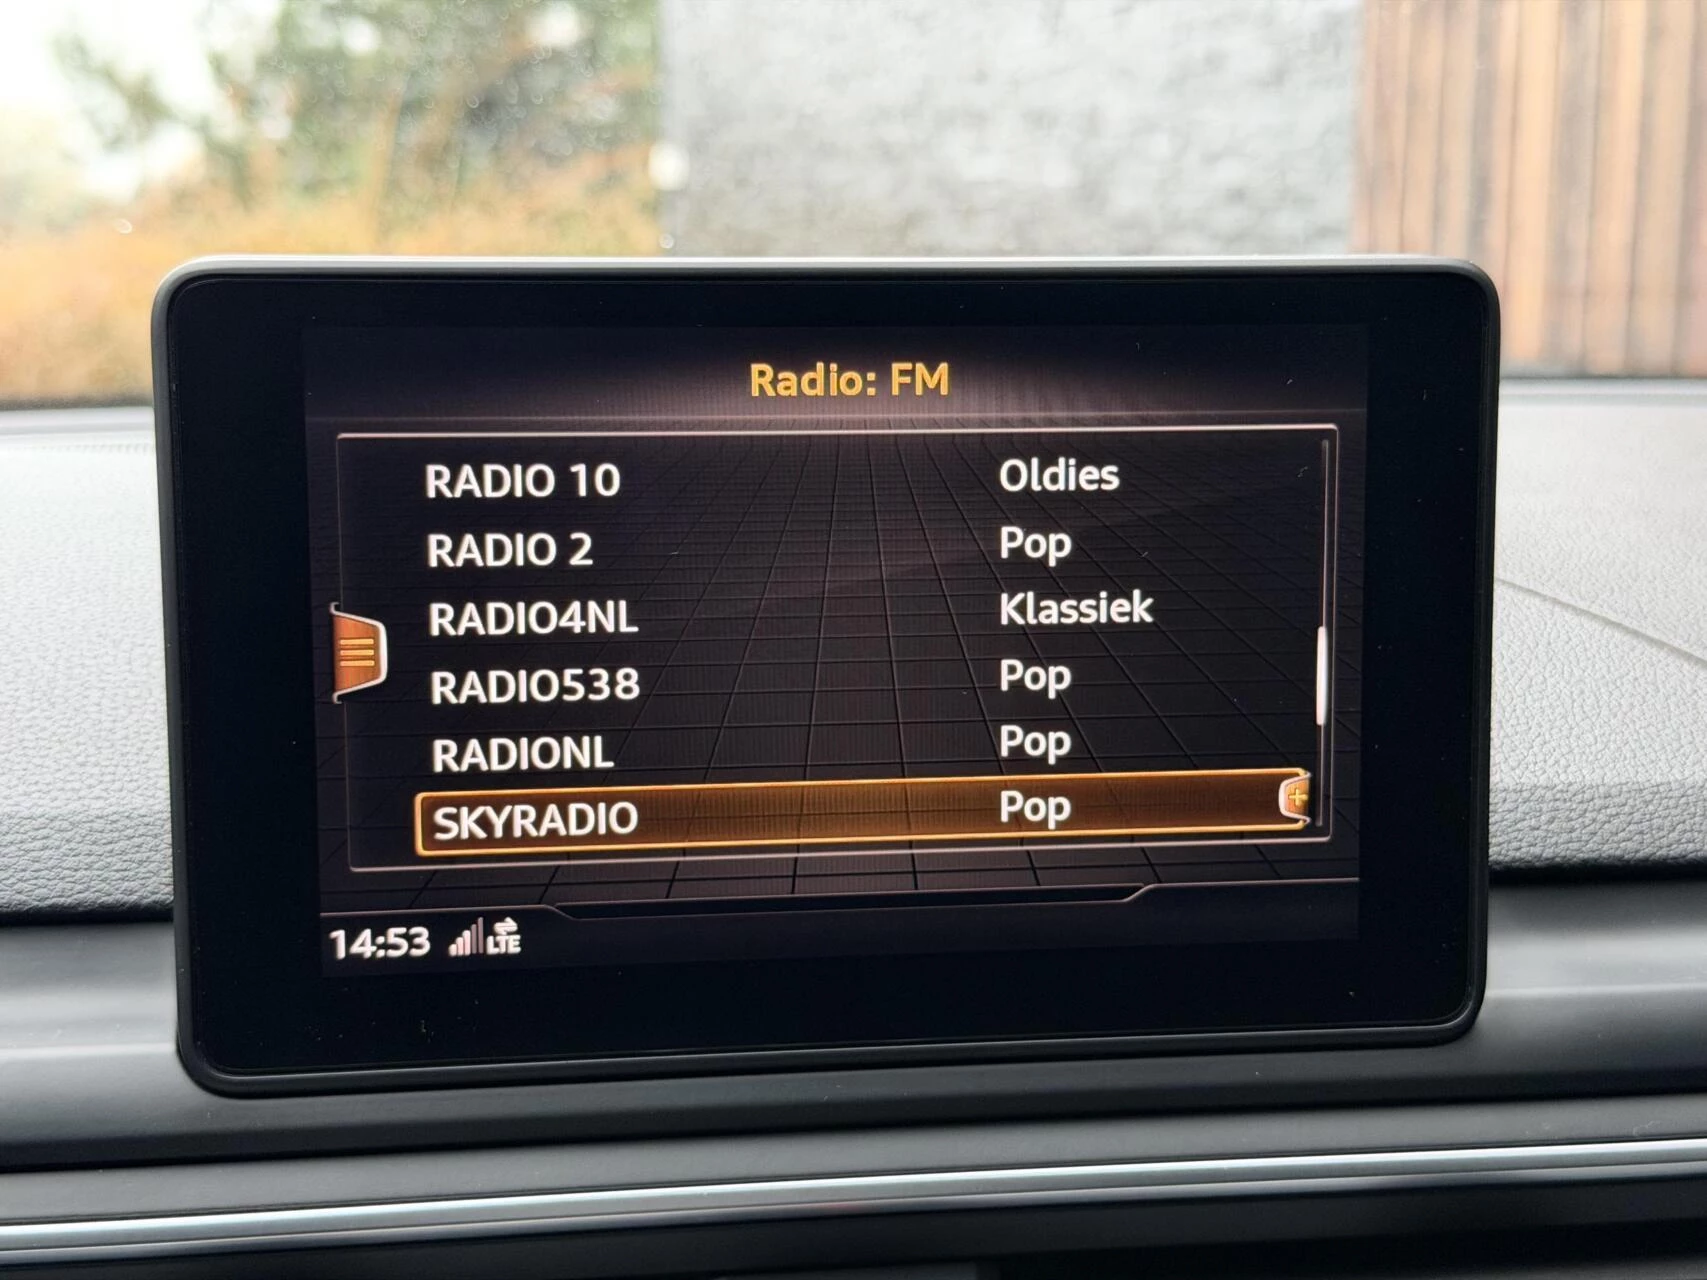 Radio: FM
RADIO 10 Oldies
RADIO 2 Pop
RADIO4NL Klassiek
RADIO538 Pop
RADIONL Pop
SKYRADIO Pop
14:53 LTE